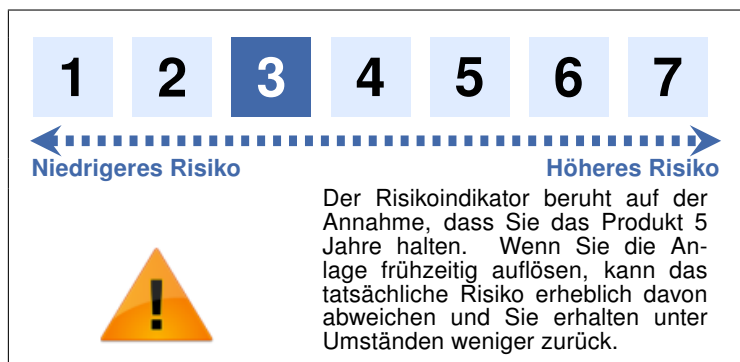 1 2 3 4 5 6 7
Niedrigeres Risiko Höheres Risiko
Der Risikoindikator beruht auf der
Annahme, dass Sie das Produkt 5
Jahre halten. Wenn Sie die An-
lage frühzeitig auflösen, kann das
tatsächliche Risiko erheblich davon
abweichen und Sie erhalten unter
Umständen weniger zurück.
!